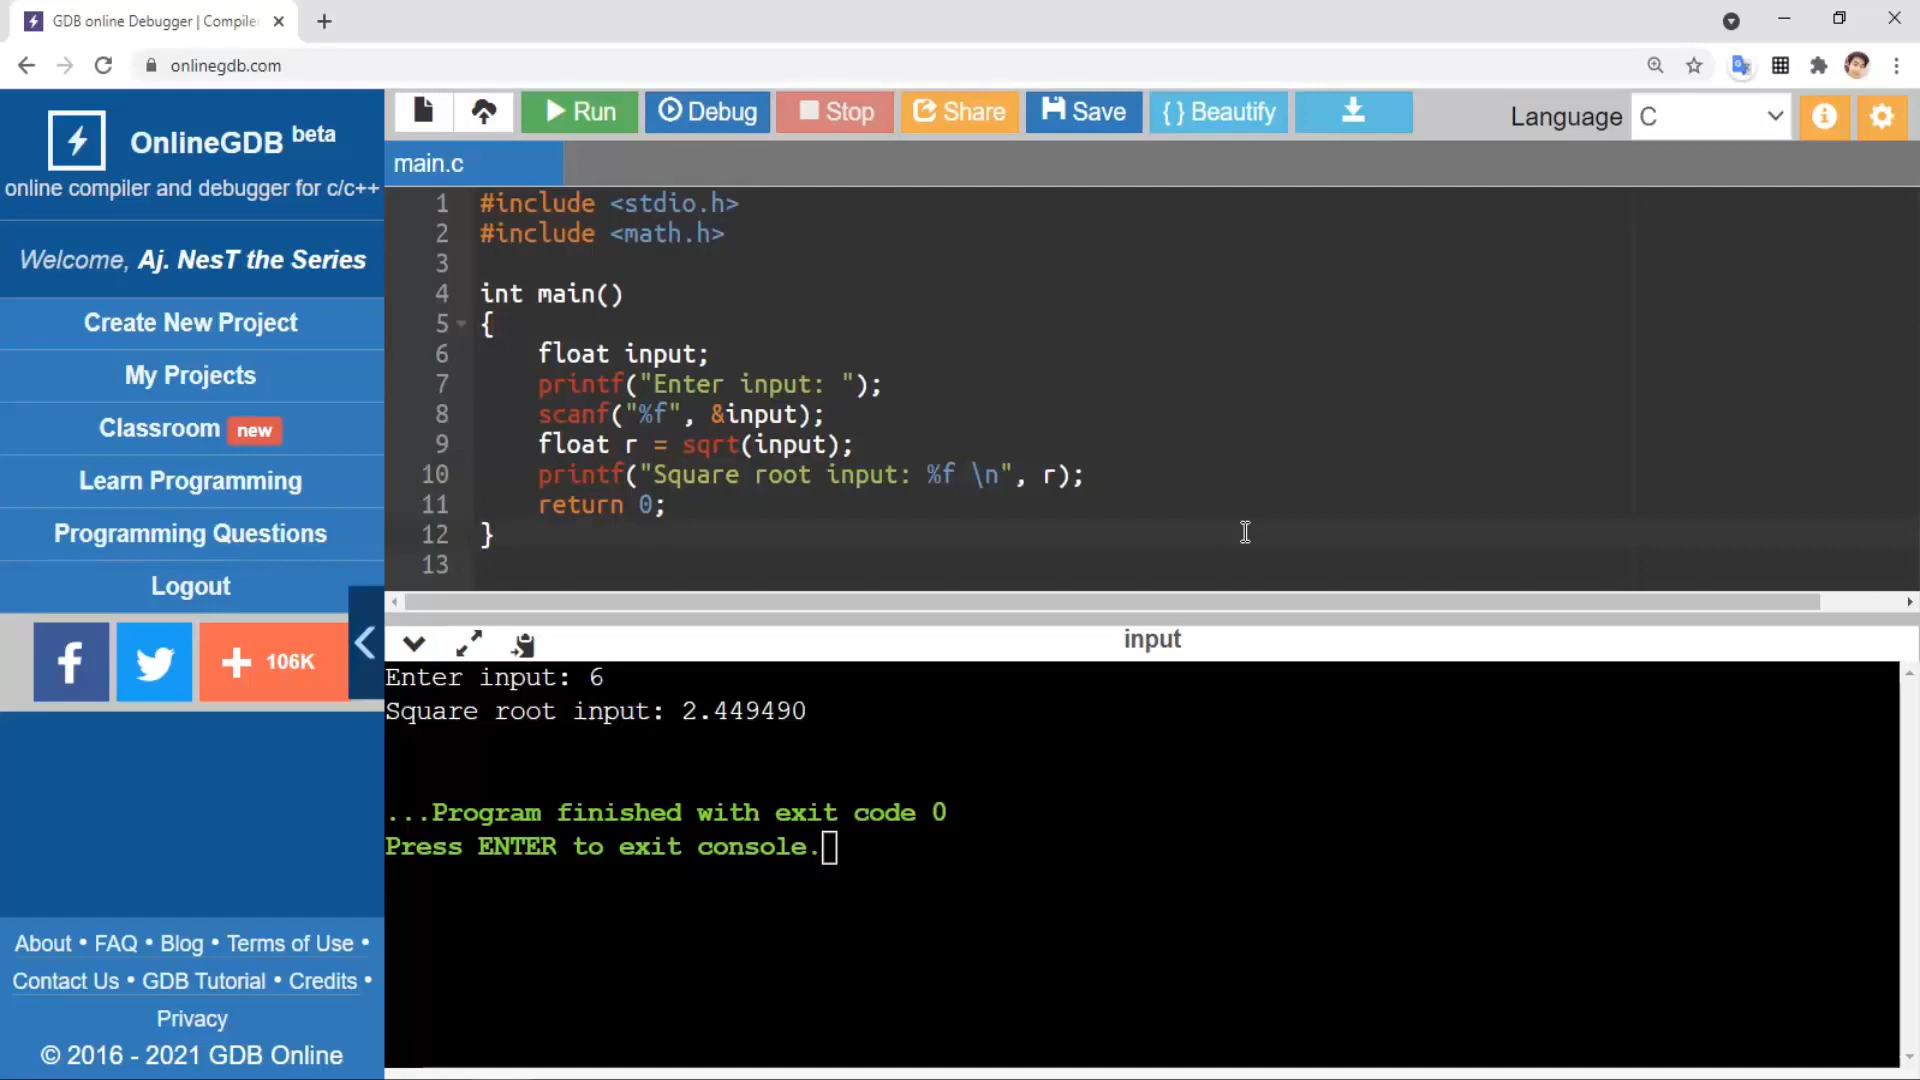 GDB online Debugger | Compiler
onlinegdb.com
OnlineGDB beta
online compiler and debugger for c/c++
Welcome, Aj. NesT the Series
Create New Project
My Projects
Classroom new
Learn Programming
Programming Questions
Logout
106K
About • FAQ • Blog • Terms of Use •
Contact Us • GDB Tutorial • Credits •
Privacy
© 2016 - 2021 GDB Online
Run Debug Stop Share Save { } Beautify Language C
main.c
1 #include <stdio.h>
2 #include <math.h>
3
4 int main()
5 {
6     float input;
7     printf("Enter input: ");
8     scanf("%f", &input);
9     float r = sqrt(input);
10     printf("Square root input: %f \n", r);
11     return 0;
12 }
13
input
Enter input: 6
Square root input: 2.449490
...Program finished with exit code 0
Press ENTER to exit console.